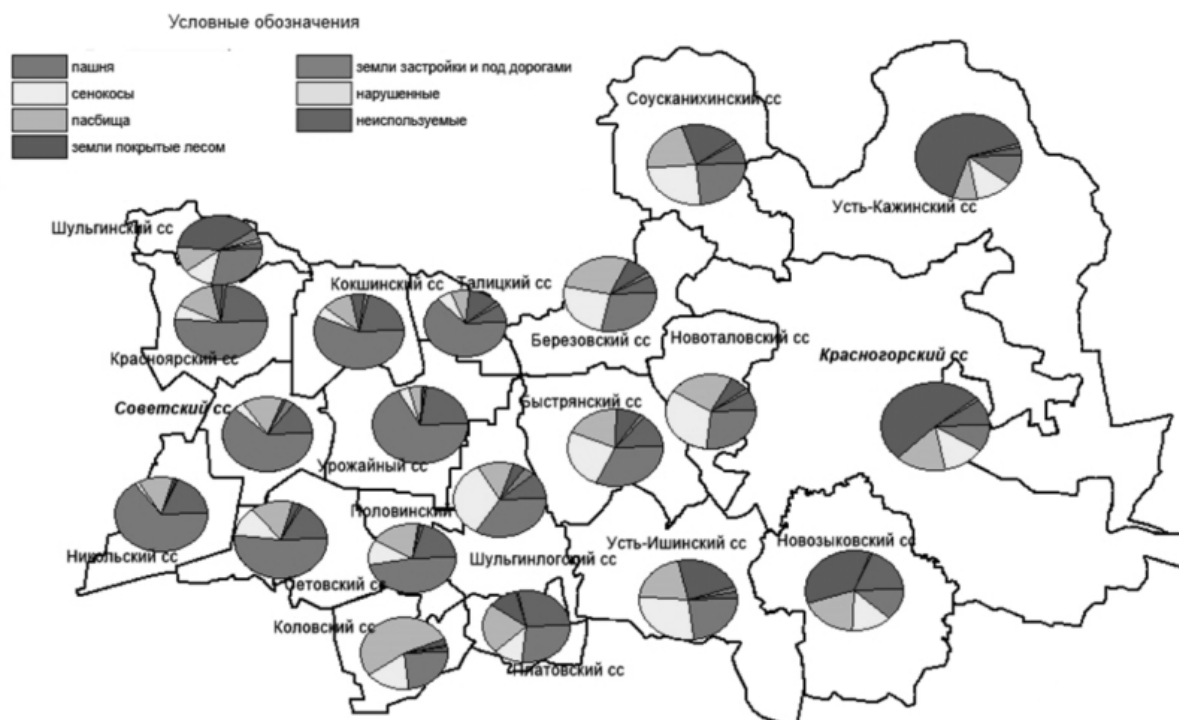 Условные обозначения
пашня
земли застройки и под дорогами
сенокосы
нарушенные
пасбища
неиспользуемые
земли покрытые лесом
Соусканихинский сс
Усть-Кажинский сс
Шульгинский сс
Кокшинский сс
Талицкий сс
Березовский сс
Новоталовский сс
Красноярский сс
Красногорский сс
Советский сс
Быстрянский сс
Урожайный сс
Половинский
Никольский сс
Шульгинлогский сс
Усть-Ишинский сс
Новозыковский сс
Сетовский сс
Коловский сс
Платовский сс